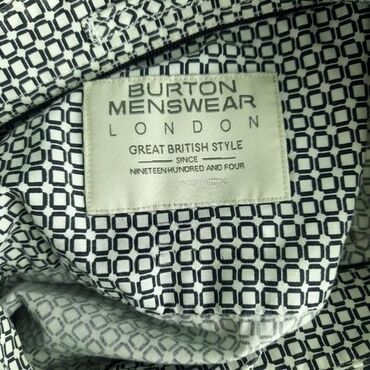 BURTON
MENSWEAR
LONDON
GREAT BRITISH STYLE
SINCE
NINETEEN HUNDRED AND FOUR